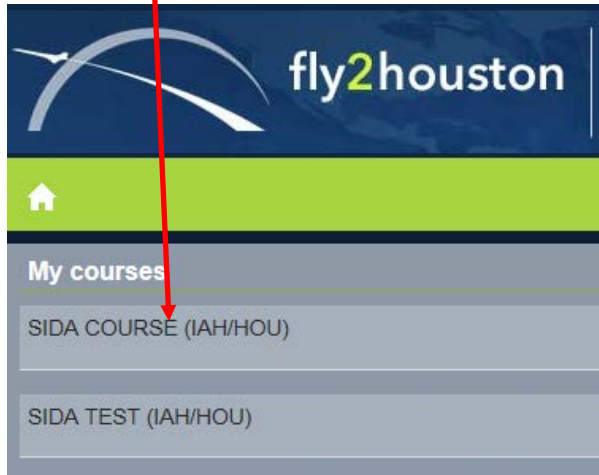 fly2houston
My courses
SIDA COURSE (IAH/HOU)
SIDA TEST (IAH/HOU)